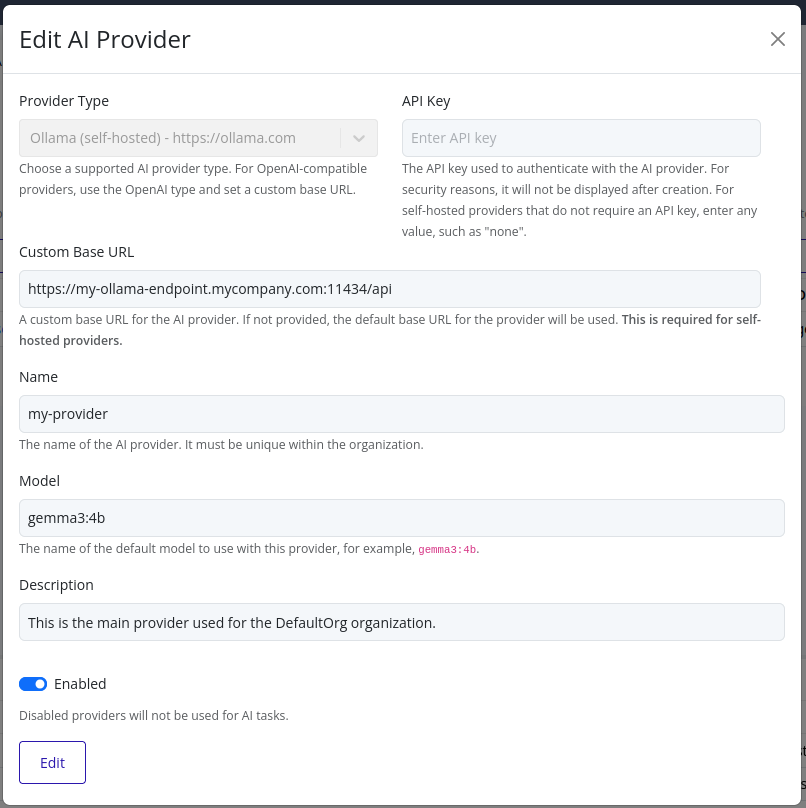 Edit AI Provider
Provider Type
Ollama (self-hosted) - https://ollama.com
Choose a supported AI provider type. For OpenAI-compatible
providers, use the OpenAI type and set a custom base URL.
API Key
Enter API key
The API key used to authenticate with the AI provider. For
security reasons, it will not be displayed after creation. For
self-hosted providers that do not require an API key, enter any
value, such as "none".
Custom Base URL
https://my-ollama-endpoint.mycompany.com:11434/api
A custom base URL for the AI provider. If not provided, the default base URL for the provider will be used. This is required for self-
hosted providers.
Name
my-provider
The name of the AI provider. It must be unique within the organization.
Model
gemma3:4b
The name of the default model to use with this provider, for example, gemma3:4b.
Description
This is the main provider used for the DefaultOrg organization.
Enabled
Disabled providers will not be used for AI tasks.
Edit